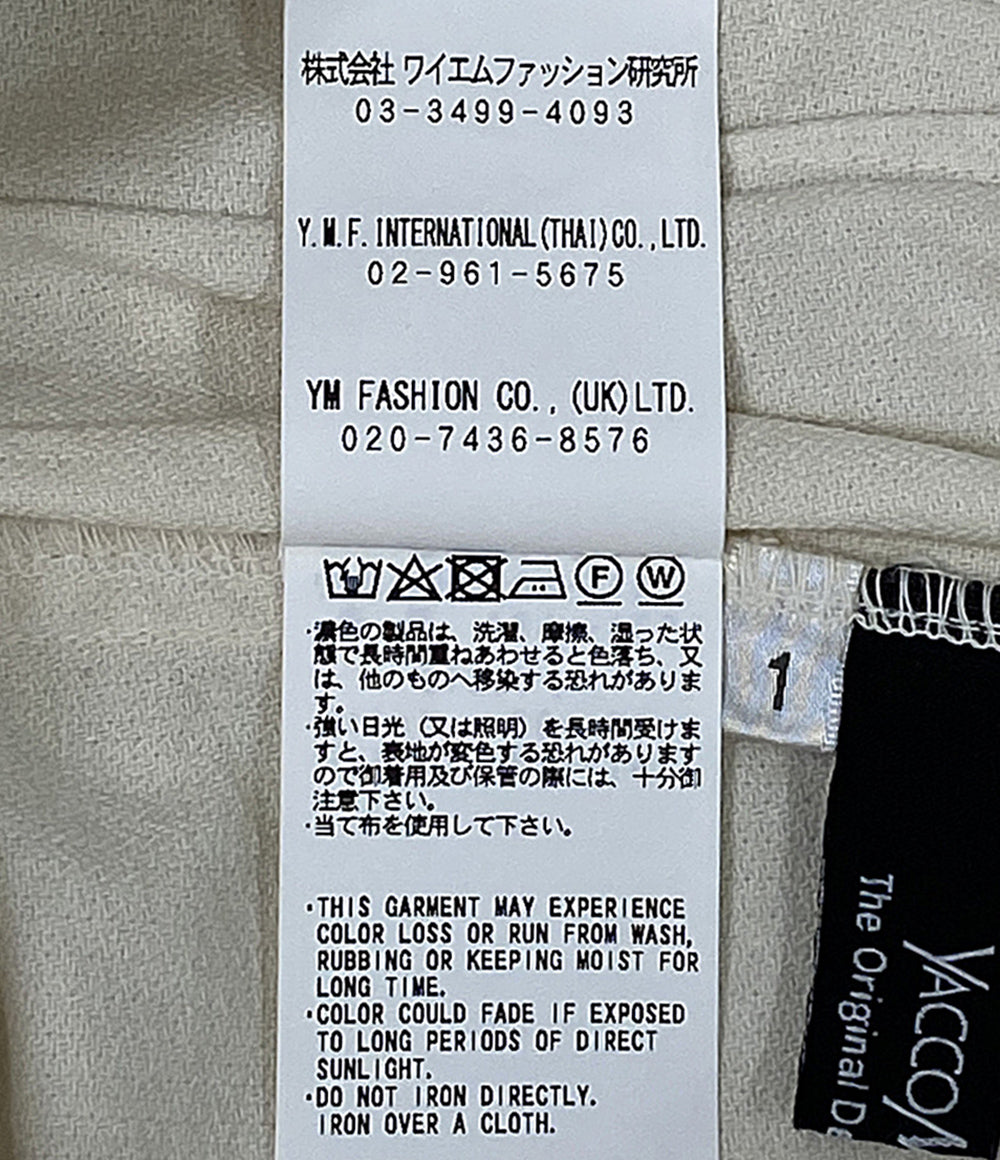 株式会社 ワイエムファッション研究所
03-3499-4093
Y.M.F. INTERNATIONAL(THAI)CO.,LTD.
02-961-5675
YM FASHION CO., (UK)LTD.
020-7436-8576
F W
・濃色の製品は、洗濯、摩擦、湿った状
態で長時間重ねあわせると色落ち、又
は、他のものへ移染する恐れがありま
す。
・強い日光（又は照明）を長時間受けま
すと、表地が変色する恐れがあります
ので御着用及び保管の際には、十分御
注意下さい。
・当て布を使用して下さい。
・THIS GARMENT MAY EXPERIENCE
COLOR LOSS OR RUN FROM WASH,
RUBBING OR KEEPING MOIST FOR
LONG TIME.
・COLOR COULD FADE IF EXPOSED
TO LONG PERIODS OF DIRECT
SUNLIGHT.
・DO NOT IRON DIRECTLY.
IRON OVER A CLOTH.
1
YACCOM
The Original De